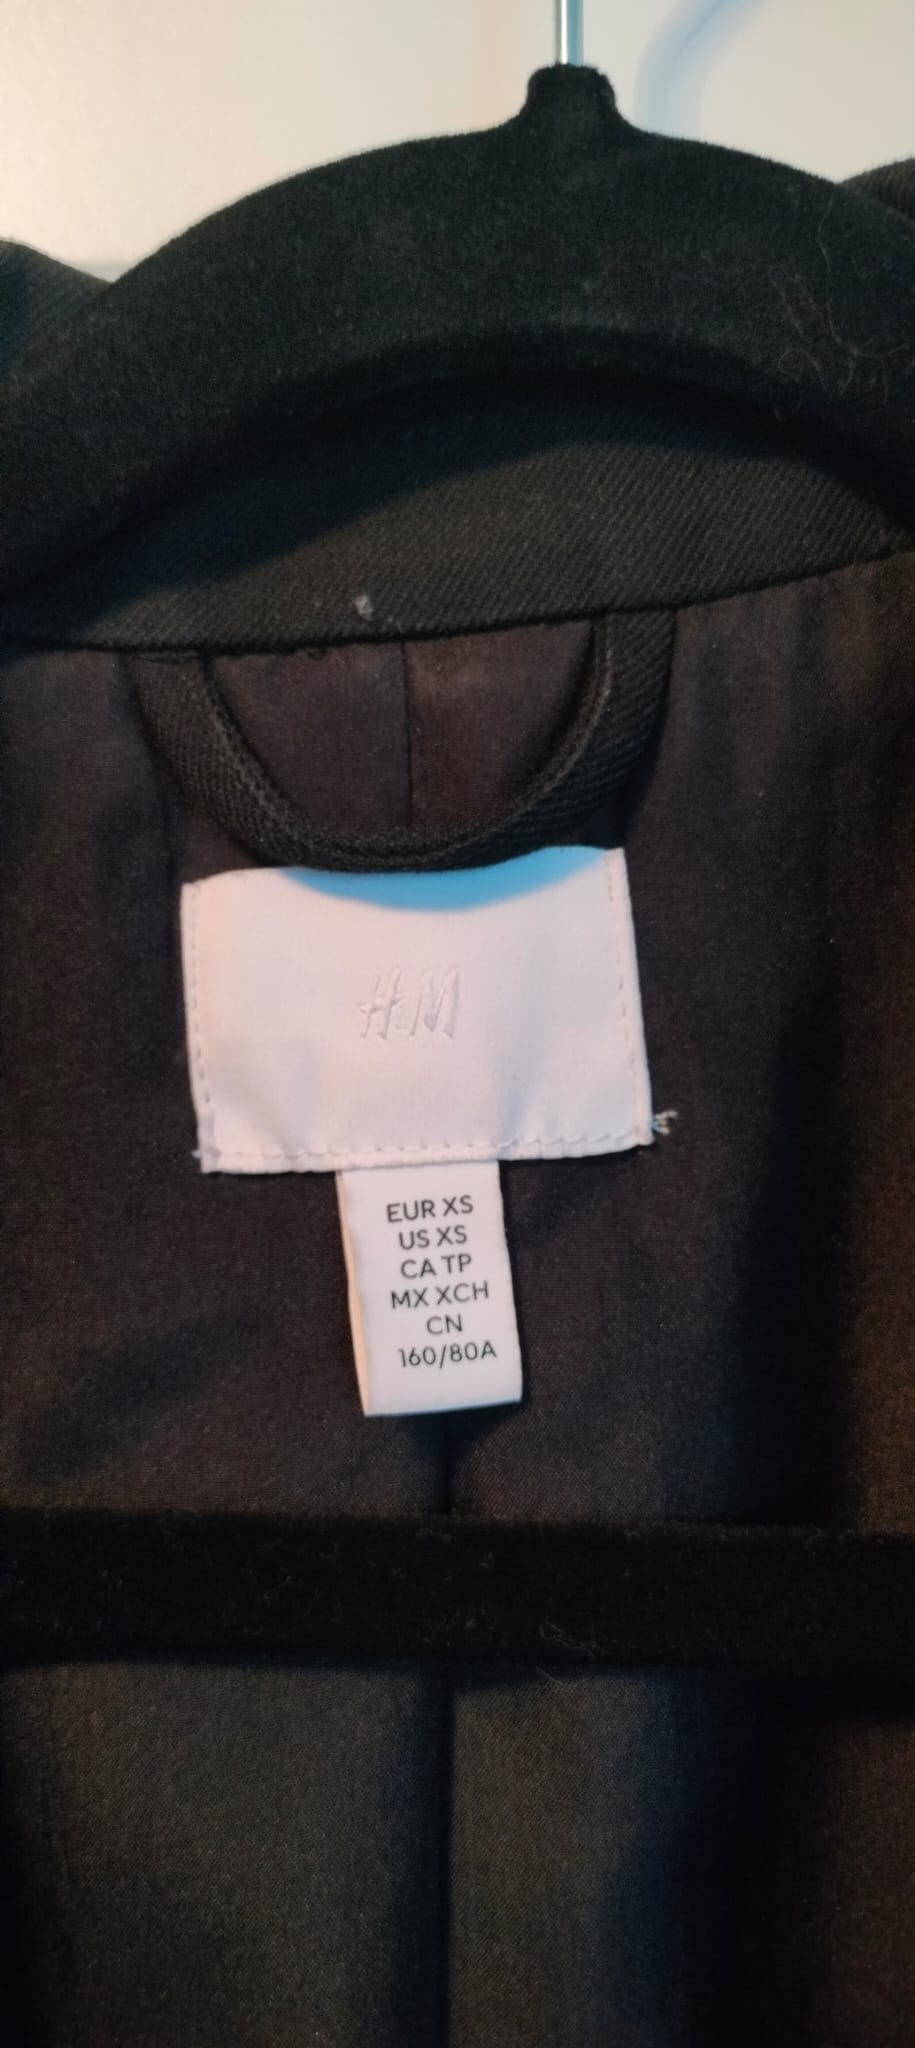 H&M
EUR XS
US XS
CA TP
MX XCH
CN
160/80A